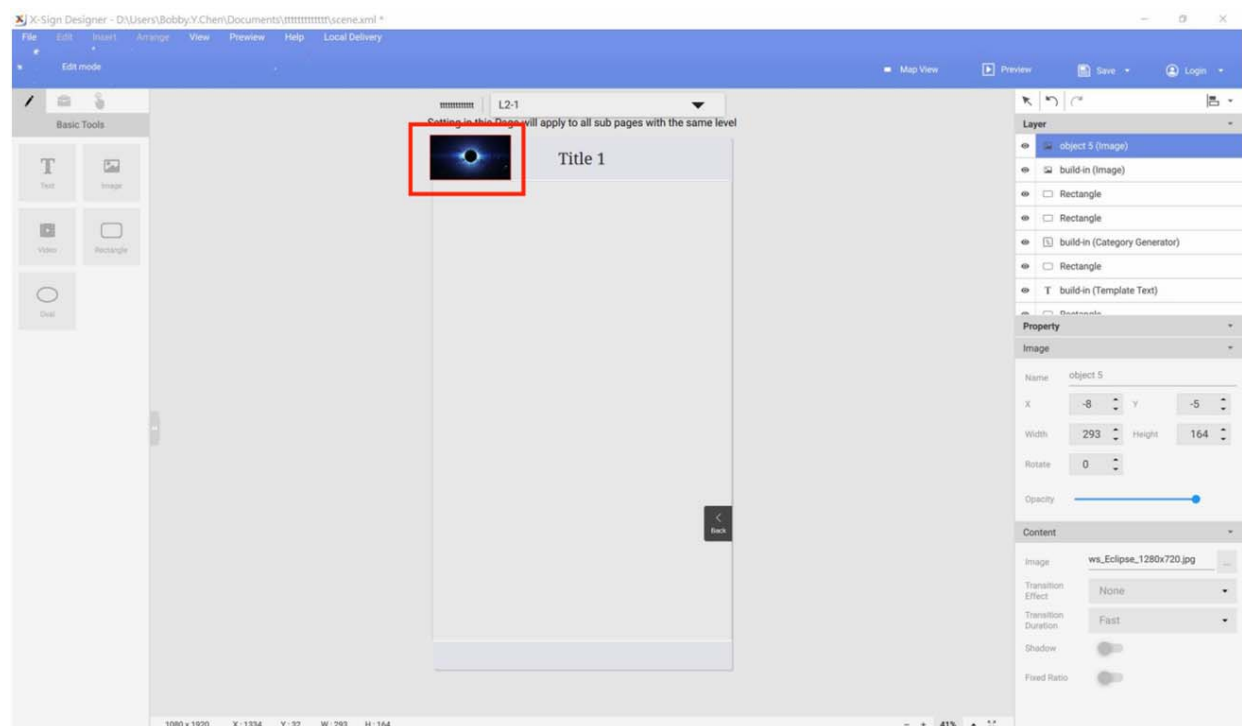 X-Sign Designer - D:\Users\Bobby.Y.Chen\Documents\ttttttttttttt\scene.xml *
File Edit Insert Arrange View Preview Help Local Delivery
Edit mode
Map View Preview Save Login
L2-1
Setting in this Page will apply to all sub pages with the same level
Basic Tools
Text Image
Video Rectangle
Oval
Title 1
Back
Layer
object 5 (Image)
build-in (Image)
Rectangle
Rectangle
build-in (Category Generator)
Rectangle
build-in (Template Text)
Rectangle
Property
Image
Name object 5
X -8 Y -5
Width 293 Height 164
Rotate 0
Opacity
Content
Image ws_Eclipse_1280x720.jpg ...
Transition Effect None
Transition Duration Fast
Shadow
Fixed Ratio
1080 x 1920 X : 1334 Y : 32 W : 293 H : 164
- + 41%